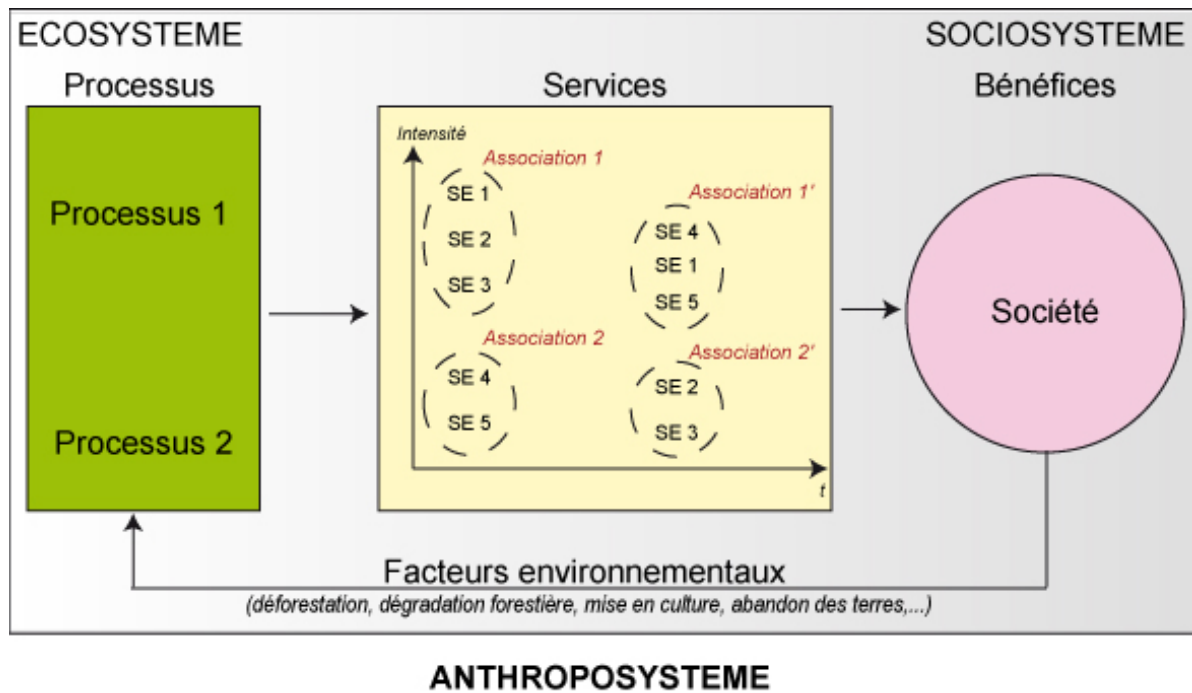 ECOSYSTEME
SOCIOSYSTEME
Processus
Services
Bénéfices
Processus 1
Processus 2
Intensité
Association 1
SE 1
SE 2
SE 3
Association 2
SE 4
SE 5
Association 1'
SE 4
SE 1
SE 5
Association 2'
SE 2
SE 3
t
Société
Facteurs environnementaux
(déforestation, dégradation forestière, mise en culture, abandon des terres,...)
ANTHROPOSYSTEME